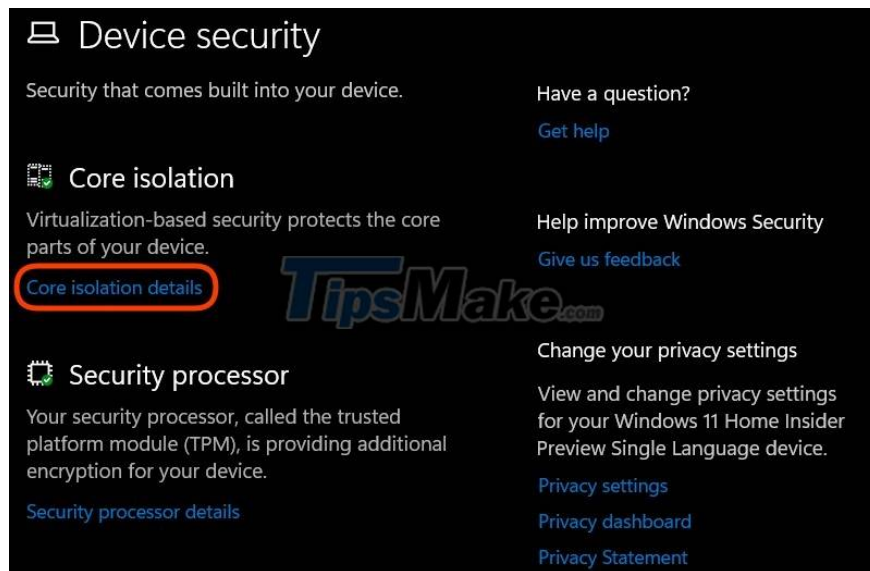 Device security
Security that comes built into your device.
Core isolation
Virtualization-based security protects the core
parts of your device.
Core isolation details
Security processor
Your security processor, called the trusted
platform module (TPM), is providing additional
encryption for your device.
Security processor details
Have a question?
Get help
Help improve Windows Security
Give us feedback
Change your privacy settings
View and change privacy settings
for your Windows 11 Home Insider
Preview Single Language device.
Privacy settings
Privacy dashboard
Privacy Statement
TipsMake.com